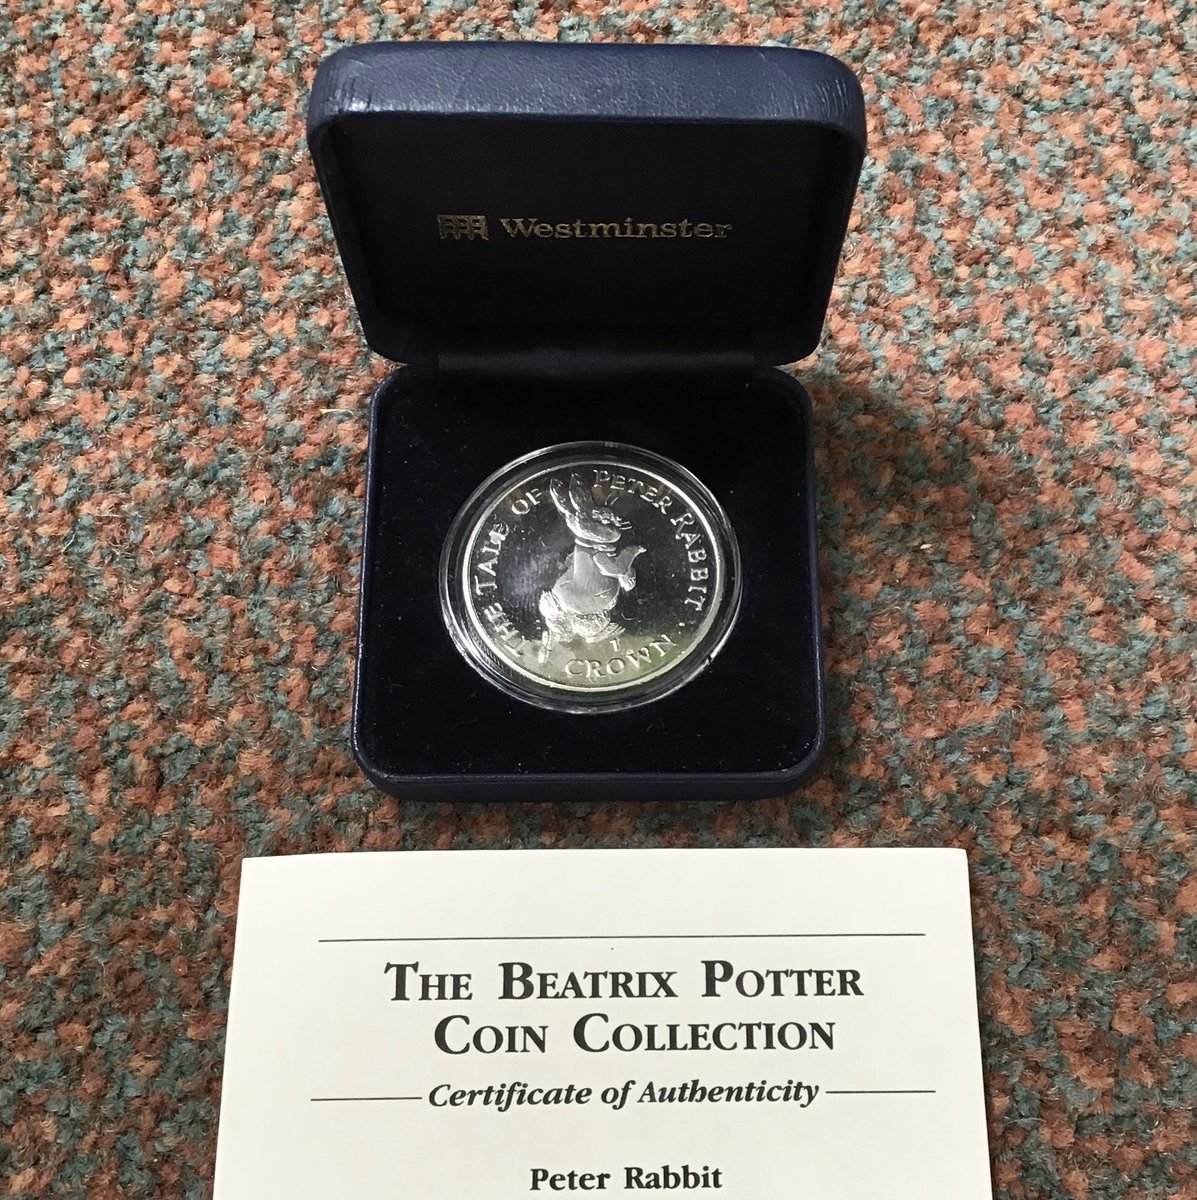 Westminster
THE TALE OF PETER RABBIT
1
CROWN
THE BEATRIX POTTER
COIN COLLECTION
Certificate of Authenticity
Peter Rabbit